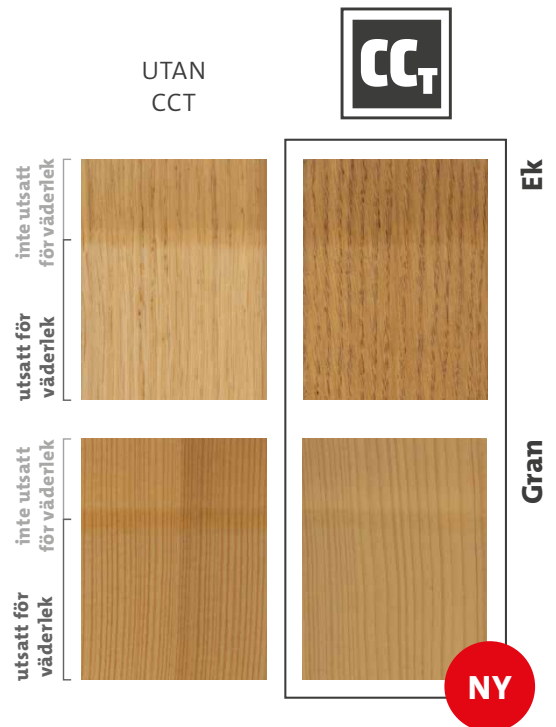 UTAN
CCT
CCT
inte utsatt
för väderlek
utsatt för
väderlek
Ek
inte utsatt
för väderlek
utsatt för
väderlek
Gran
NY